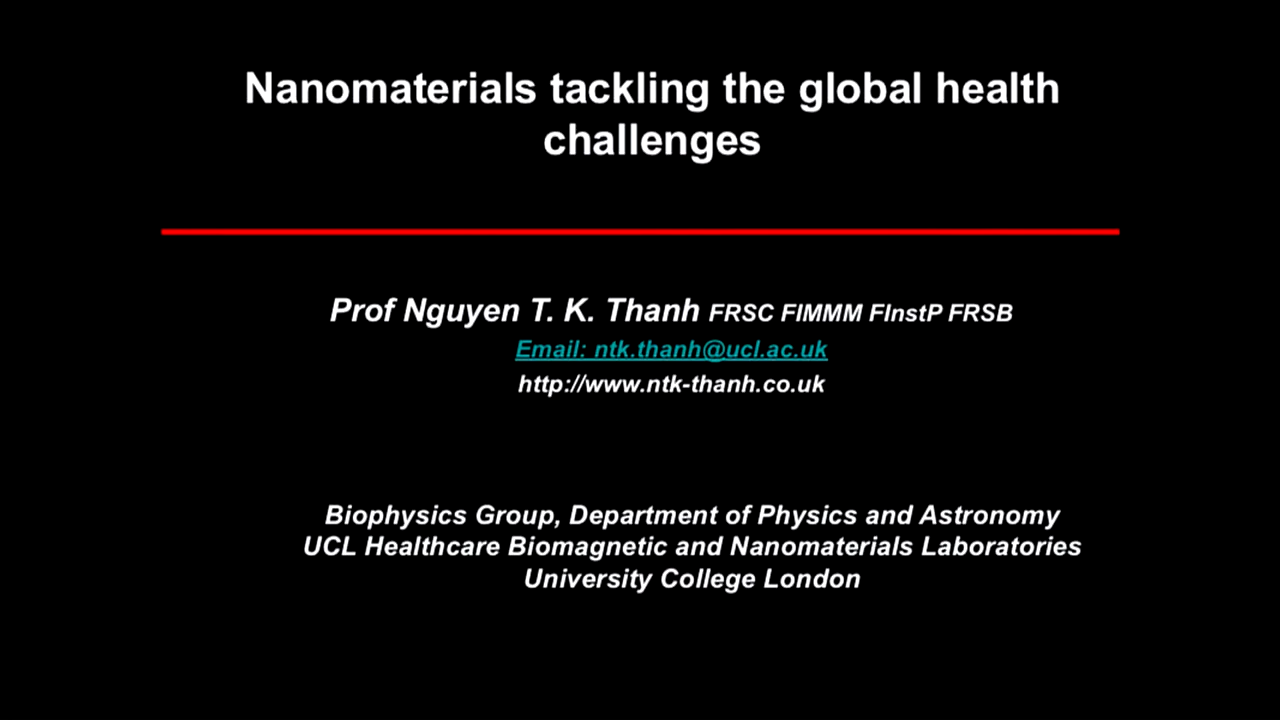 Nanomaterials tackling the global health
challenges
Prof Nguyen T. K. Thanh FRSC FIMMM FInstP FRSB
Email: ntk.thanh@ucl.ac.uk
http://www.ntk-thanh.co.uk
Biophysics Group, Department of Physics and Astronomy
UCL Healthcare Biomagnetic and Nanomaterials Laboratories
University College London